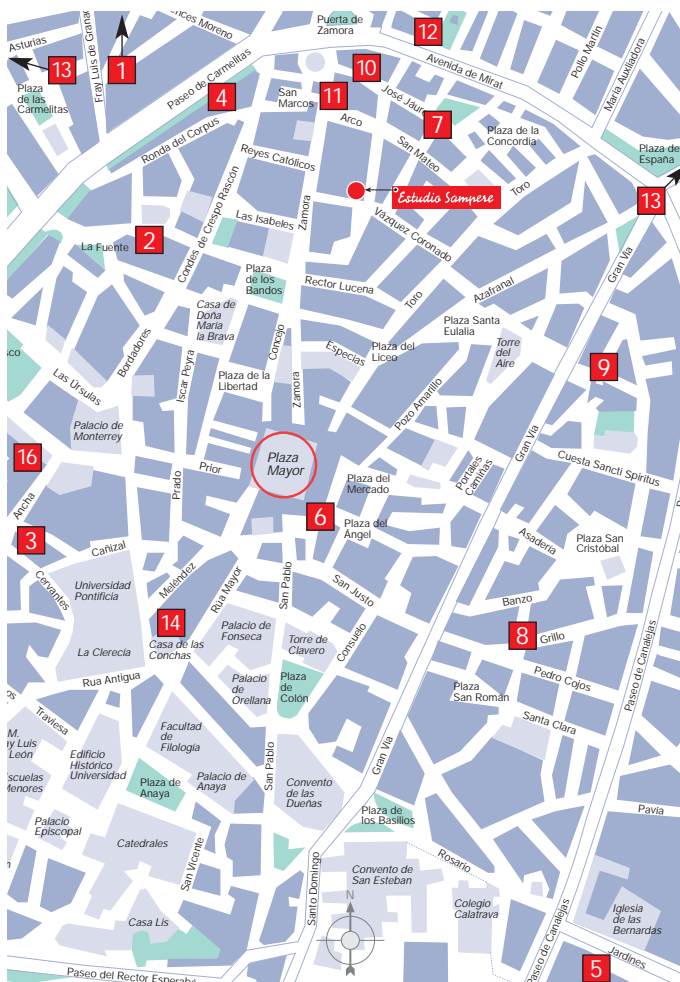 Asturias
13
Plaza
de las
Carmelitas
Fray Luis de Granada
1
Puerta de
Zamora
12
Avenida de Mirat
Pollo Martín
María Auxiliadora
Paseo de Carmelitas
4
San
Marcos
10
11
José Jáuregui
7
Arco
San Mateo
Plaza de la
Concordia
Plaza de
España
13
Ronda del Corpus
Reyes Católicos
Estudio Sampere
Toro
Condes de Crespo Rascón
Las Isabeles
Zamora
Vázquez Coronado
Gran Vía
La Fuente
2
Plaza
de los
Bandos
Rector Lucena
Toro
Azafranal
Casa de
Doña
María
la Brava
Concejo
Plaza Santa
Eulalia
Bordadores
Iscar Peyra
Especias
Plaza del
Liceo
Torre
del
Aire
9
Las Úrsulas
Plaza de la
Libertad
Zamora
Pozo Amarillo
Palacio de
Monterrey
16
Ancha
Prior
Prado
Plaza
Mayor
Plaza del
Mercado
Portales
Camiñas
Gran Vía
Cuesta Sancti Spiritus
3
Cañizal
6
Plaza del
Ángel
Asadería
Plaza San
Cristóbal
Cervantes
Universidad
Pontificia
Meléndez
Rúa Mayor
San Pablo
San Justo
Banzo
14
Casa de las
Conchas
Palacio de
Fonseca
Torre de
Clavero
Consuelo
8
Grillo
La Clerecía
Rua Antigua
Palacio
de
Orellana
Plaza
de
Colón
Plaza
San Román
Pedro Cojos
Santa Clara
Paseo de Canalejas
Traviesa
Facultad
de
Filología
San Pablo
Gran Vía
Edificio
Histórico
Universidad
Plaza de
Anaya
Palacio de
Anaya
Convento
de las
Dueñas
Plaza de
los Basilios
Pavía
Palacio
Episcopal
Catedrales
San Vicente
Santo Domingo
Convento de
San Esteban
Rosario
Colegio
Calatrava
Casa Lis
N
Iglesia
de las
Bernardas
Paseo de Canalejas
5
Jardines
Paseo del Rector Esperabé